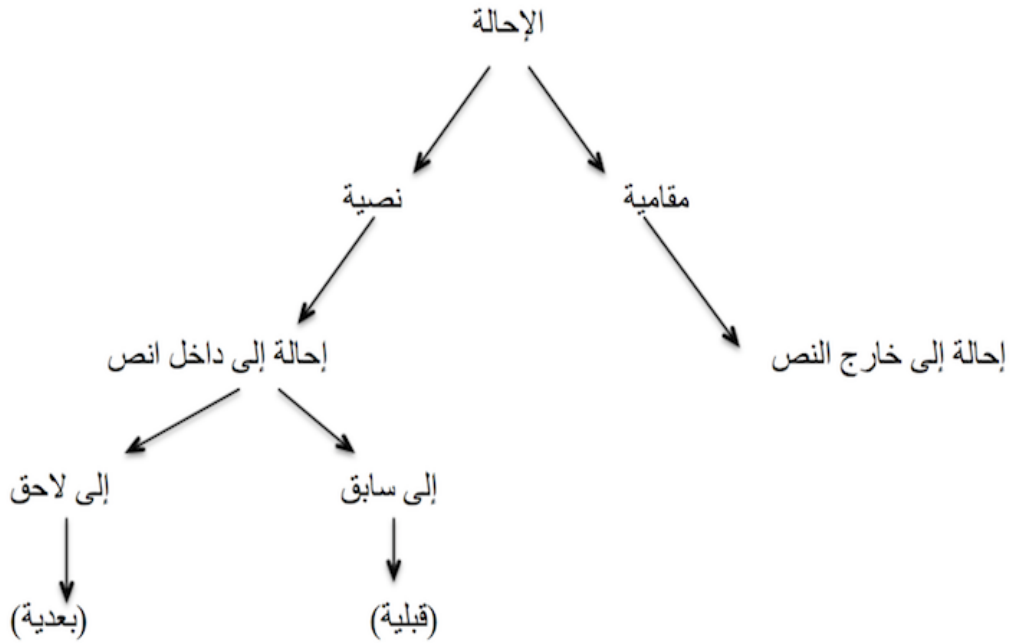 الإحالة
مقامية
نصية
إحالة إلى خارج النص
إحالة إلى داخل انص
إلى سابق
إلى لاحق
(قبلية)
(بعدية)